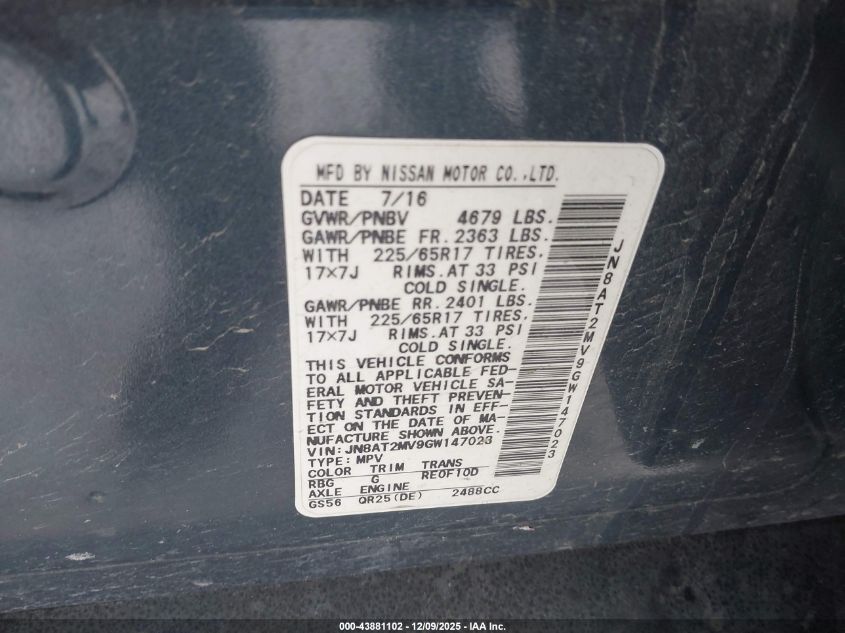 MFD BY NISSAN MOTOR CO.,LTD.
DATE 7/16
GVWR/PNBV 4679 LBS.
GAWR/PNBE FR. 2363 LBS.
WITH 225/65R17 TIRES.
17×7J RIMS.AT 33 PSI
COLD SINGLE.
GAWR/PNBE RR. 2401 LBS.
WITH 225/65R17 TIRES.
17×7J RIMS.AT 33 PSI
COLD SINGLE.
THIS VEHICLE CONFORMS
TO ALL APPLICABLE FED-
ERAL MOTOR VEHICLE SA-
FETY AND THEFT PREVEN-
TION STANDARDS IN EFF-
ECT ON THE DATE OF MA-
NUFACTURE SHOWN ABOVE.
VIN: JN8AT2MV9GW147023
TYPE: MPV
COLOR TRIM TRANS
RBG G RE0F10D
AXLE ENGINE
GS56 QR25(DE) 2488CC
JN8AT2MV9GW147023
000-43881102 - 12/09/2025 - IAA Inc.